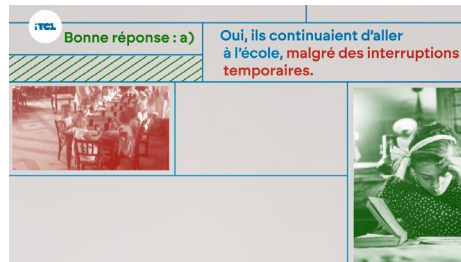 iTCL
Bonne réponse : a)
Oui, ils continuaient d'aller
à l'école, malgré des interruptions
temporaires.